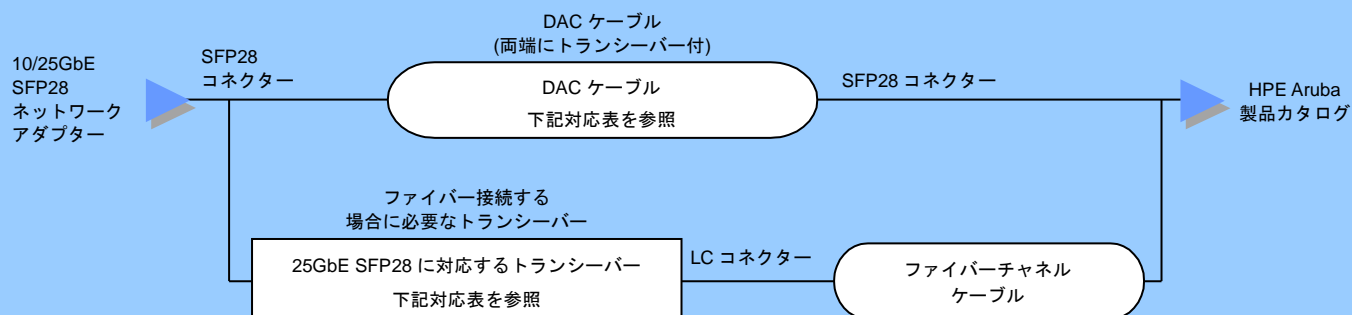 10/25GbE
SFP28
ネットワーク
アダプター
SFP28
コネクター
DAC ケーブル
(両端にトランシーバー付)
DAC ケーブル
下記対応表を参照
SFP28 コネクター
HPE Aruba
製品カタログ
ファイバー接続する
場合に必要なトランシーバー
25GbE SFP28 に対応するトランシーバー
下記対応表を参照
LC コネクター
ファイバーチャネル
ケーブル